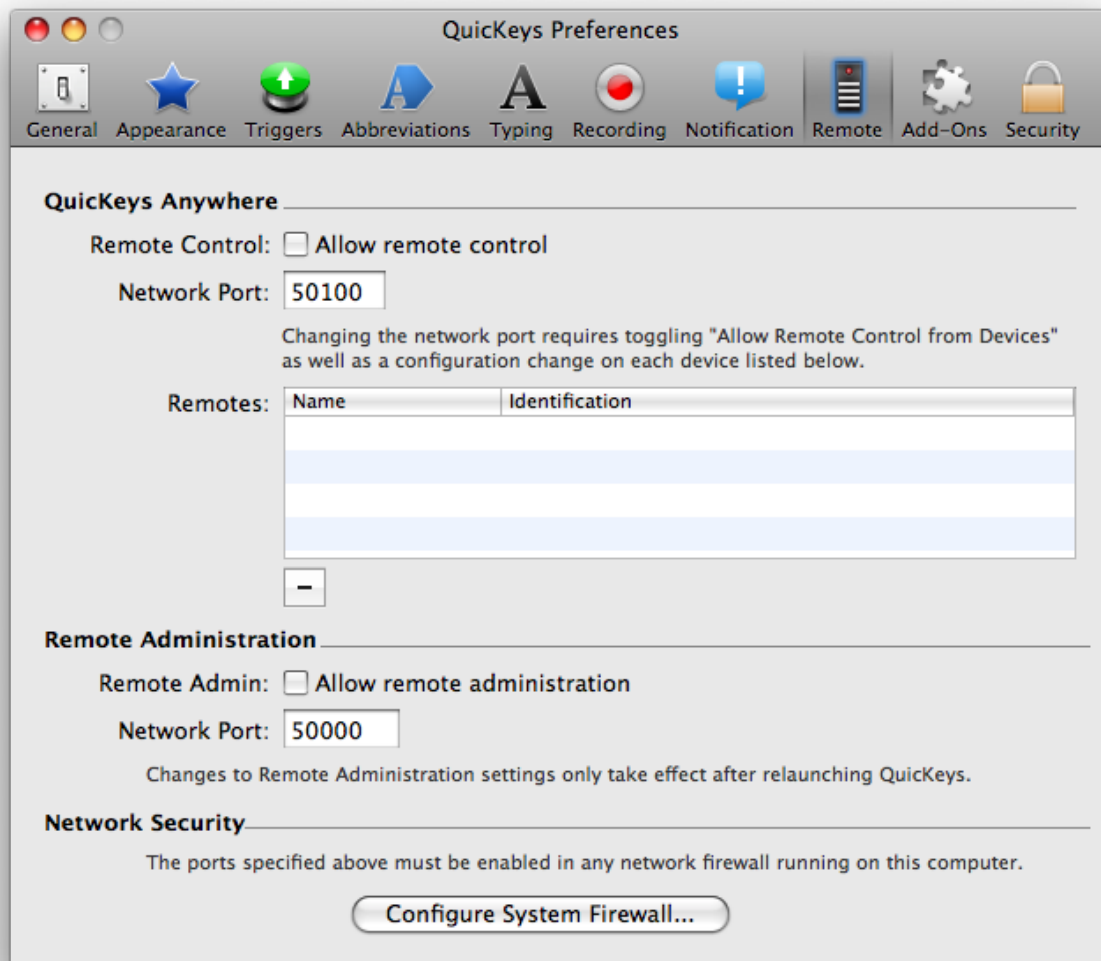 QuicKeys Preferences
General Appearance Triggers Abbreviations Typing Recording Notification Remote Add-Ons Security
QuicKeys Anywhere
Remote Control: Allow remote control
Network Port: 50100
Changing the network port requires toggling "Allow Remote Control from Devices"
as well as a configuration change on each device listed below.
Remotes: Name Identification
Remote Administration
Remote Admin: Allow remote administration
Network Port: 50000
Changes to Remote Administration settings only take effect after relaunching QuicKeys.
Network Security
The ports specified above must be enabled in any network firewall running on this computer.
Configure System Firewall...